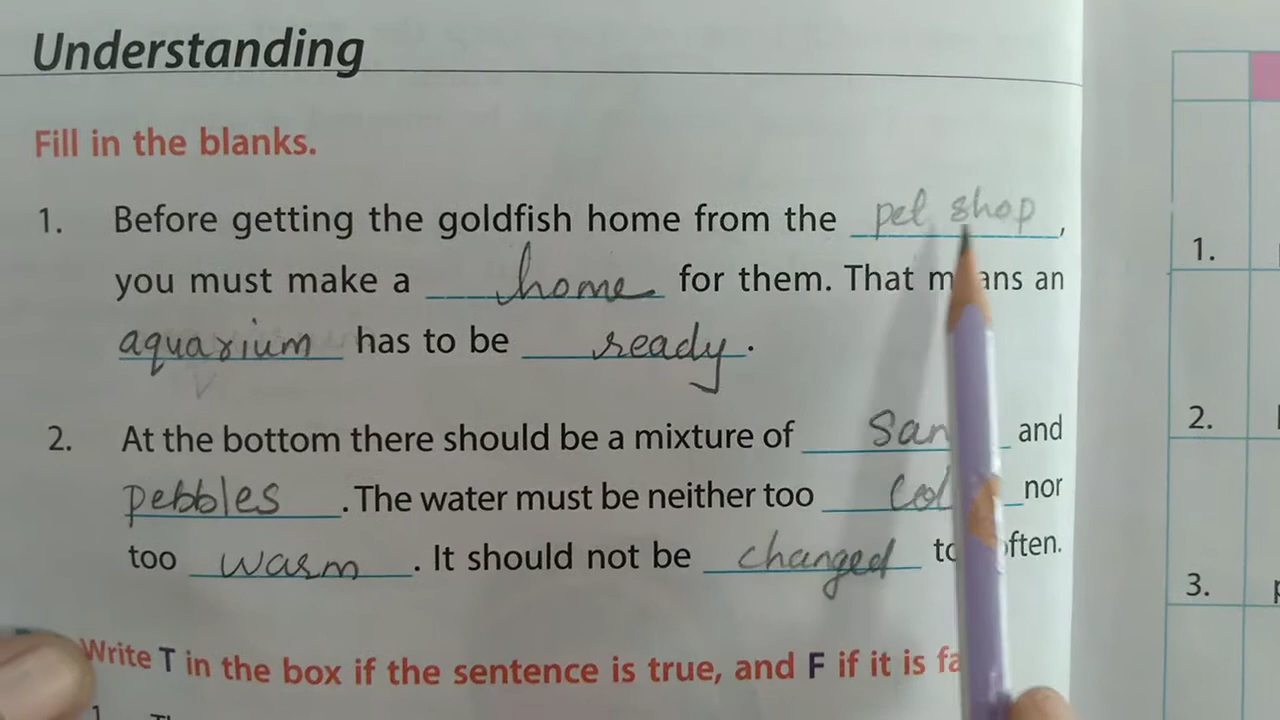 Understanding
Fill in the blanks.
1. Before getting the goldfish home from the pet shop,
you must make a home for them. That means an
aquarium has to be ready.
2. At the bottom there should be a mixture of San and
pebbles. The water must be neither too Col nor
too warm. It should not be changed to often.
Write T in the box if the sentence is true, and F if it is fa
1
1.
2.
3.